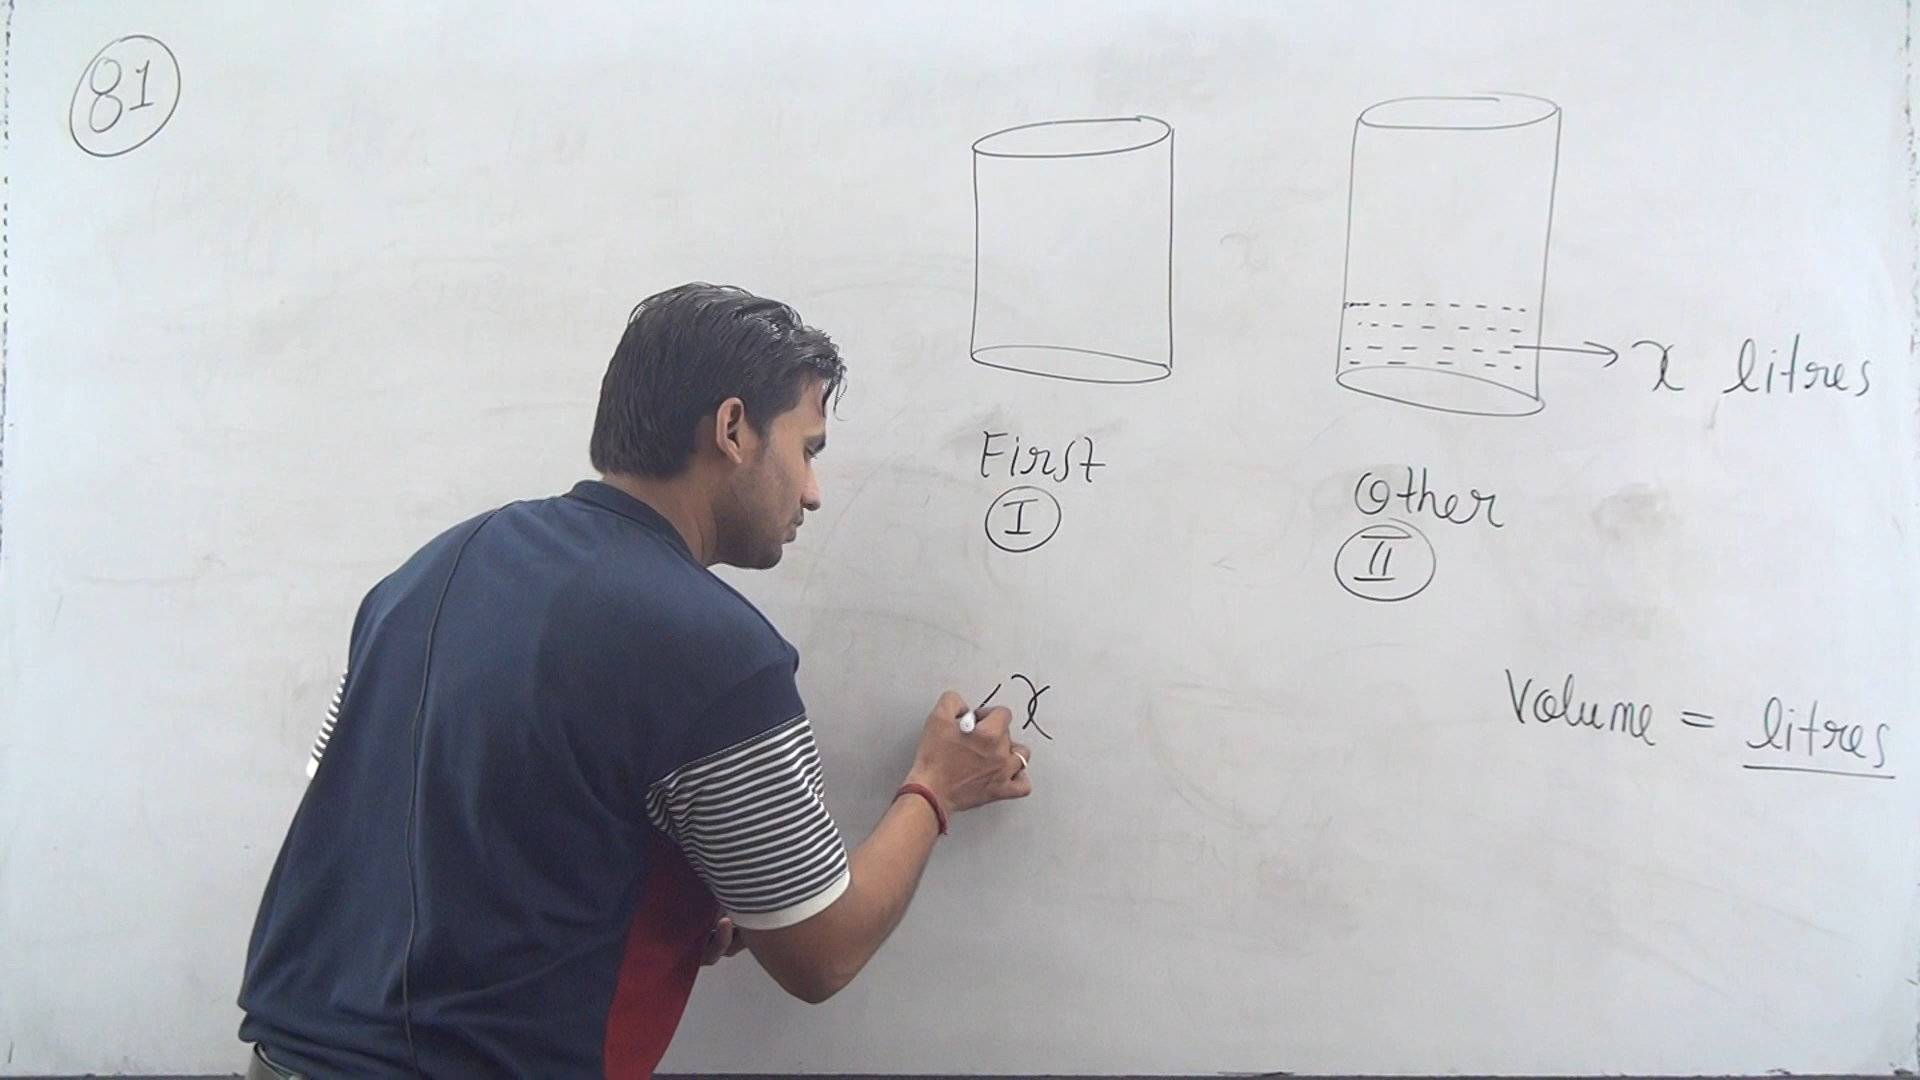 81
x litres
First
I
Other
II
x
Volume = litres